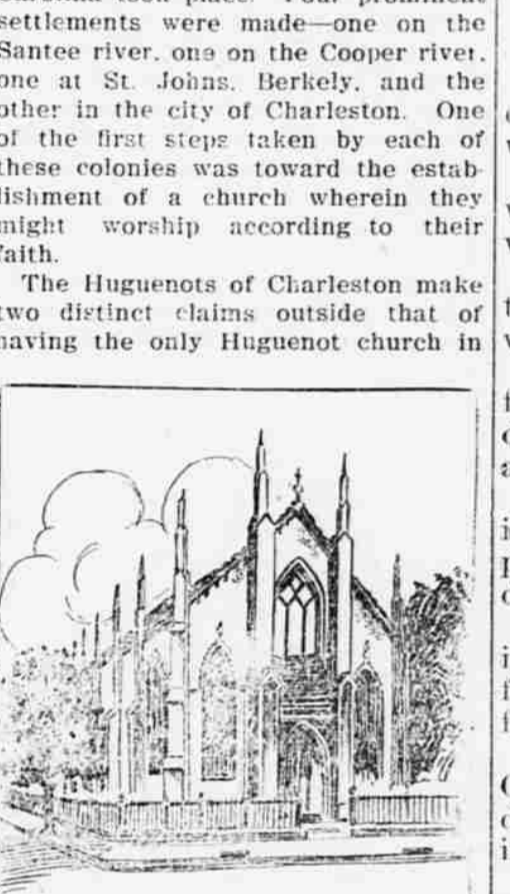 settlements were made—one on the
Santee river, one on the Cooper river,
one at St. Johns, Berkely, and the
other in the city of Charleston. One
of the first steps taken by each of
these colonies was toward the estab-
lishment of a church wherein they
might worship according to their
faith.
The Huguenots of Charleston make
two distinct claims outside that of
having the only Huguenot church in